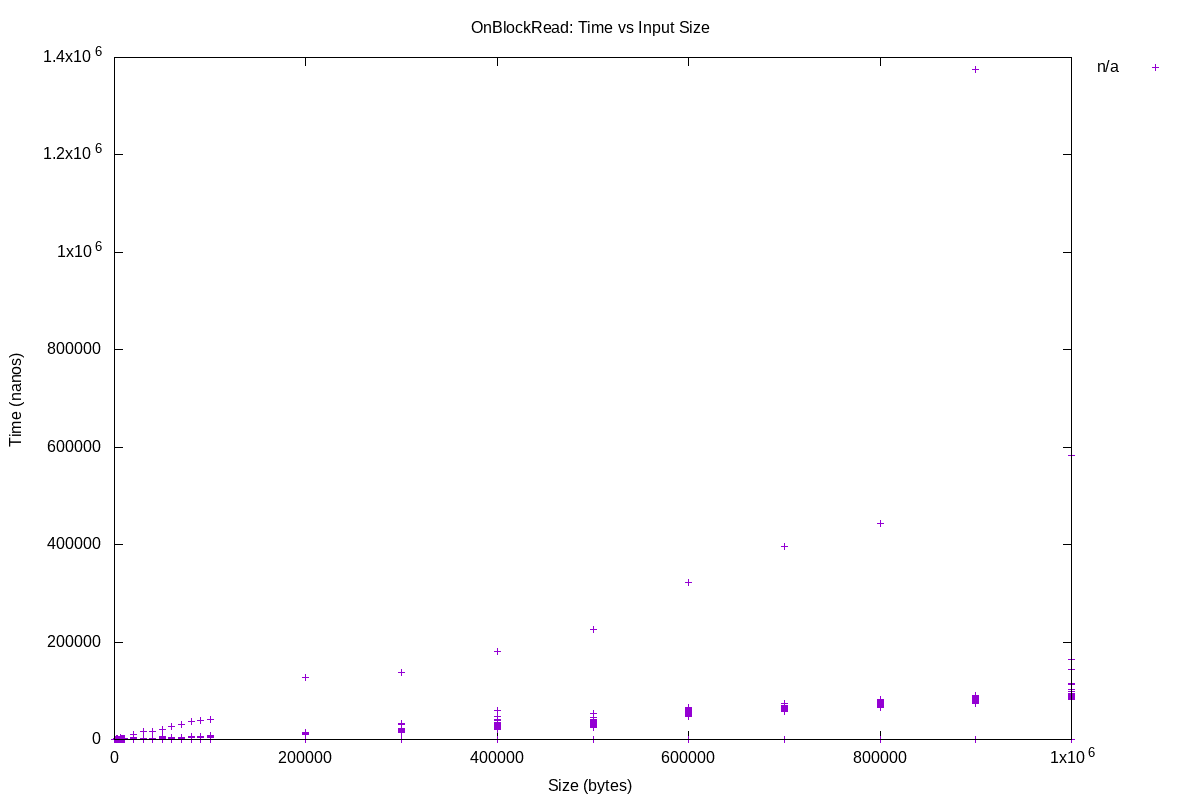 OnBlockRead: Time vs Input Size
1.4x10 6
n/a
1.2x10 6
1x10 6
800000
600000
400000
200000
0
Time (nanos)
0
200000
400000
600000
800000
1x10 6
Size (bytes)